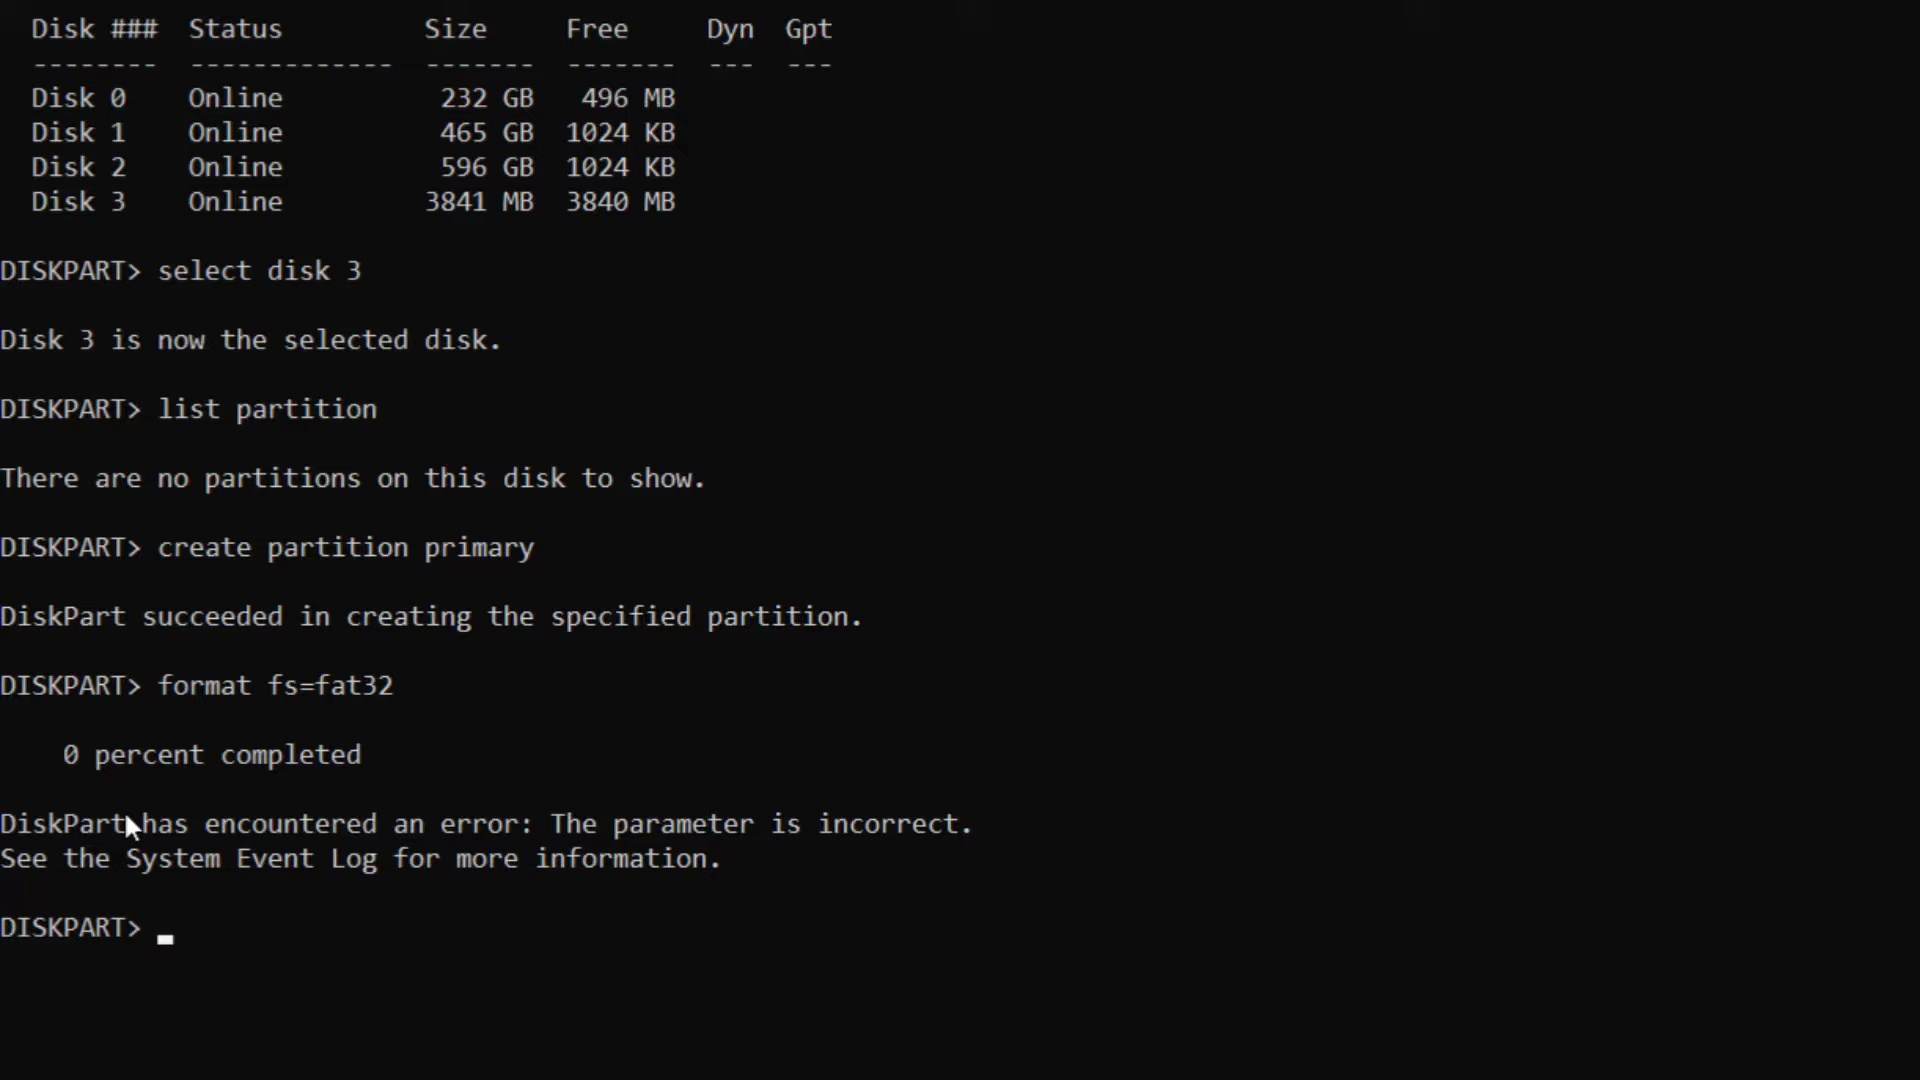 Disk ###  Status         Size     Free     Dyn  Gpt
--------  -------------  -------  -------  ---  ---
Disk 0    Online          232 GB   496 MB
Disk 1    Online          465 GB  1024 KB
Disk 2    Online          596 GB  1024 KB
Disk 3    Online         3841 MB  3840 MB
DISKPART> select disk 3
Disk 3 is now the selected disk.
DISKPART> list partition
There are no partitions on this disk to show.
DISKPART> create partition primary
DiskPart succeeded in creating the specified partition.
DISKPART> format fs=fat32
0 percent completed
DiskPart has encountered an error: The parameter is incorrect.
See the System Event Log for more information.
DISKPART>